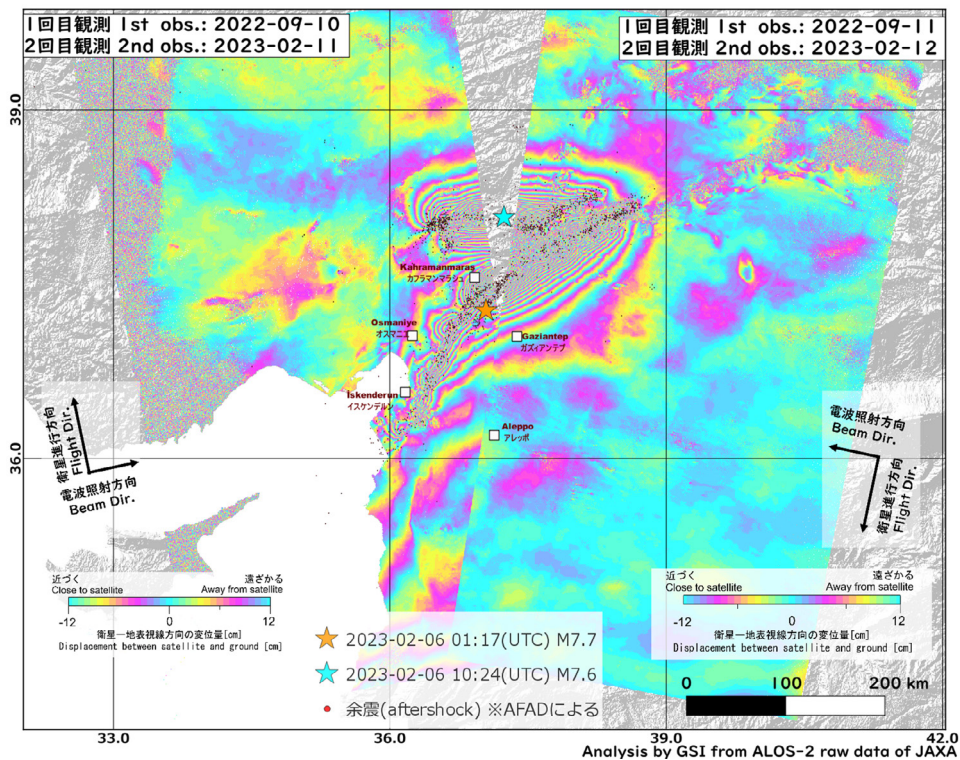 1回目観測 1st obs.: 2022-09-10
2回目観測 2nd obs.: 2023-02-11
1回目観測 1st obs.: 2022-09-11
2回目観測 2nd obs.: 2023-02-12
39.0
36.0
Kahramanmaras
カフラマンマラシュ
Osmaniye
オスマニエ
Gaziantep
ガズィアンテプ
Iskenderun
イスケンデルン
Aleppo
アレッポ
衛星進行方向
Flight Dir.
電波照射方向
Beam Dir.
電波照射方向
Beam Dir.
衛星進行方向
Flight Dir.
近づく 遠ざかる
Close to satellite Away from satellite
-12 0 12
衛星―地表視線方向の変位量[cm]
Displacement between satellite and ground [cm]
近づく 遠ざかる
Close to satellite Away from satellite
-12 0 12
衛星―地表視線方向の変位量[cm]
Displacement between satellite and ground [cm]
2023-02-06 01:17(UTC) M7.7
2023-02-06 10:24(UTC) M7.6
余震(aftershock) ※AFADによる
0 100 200 km
33.0 36.0 39.0 42.0
Analysis by GSI from ALOS-2 raw data of JAXA